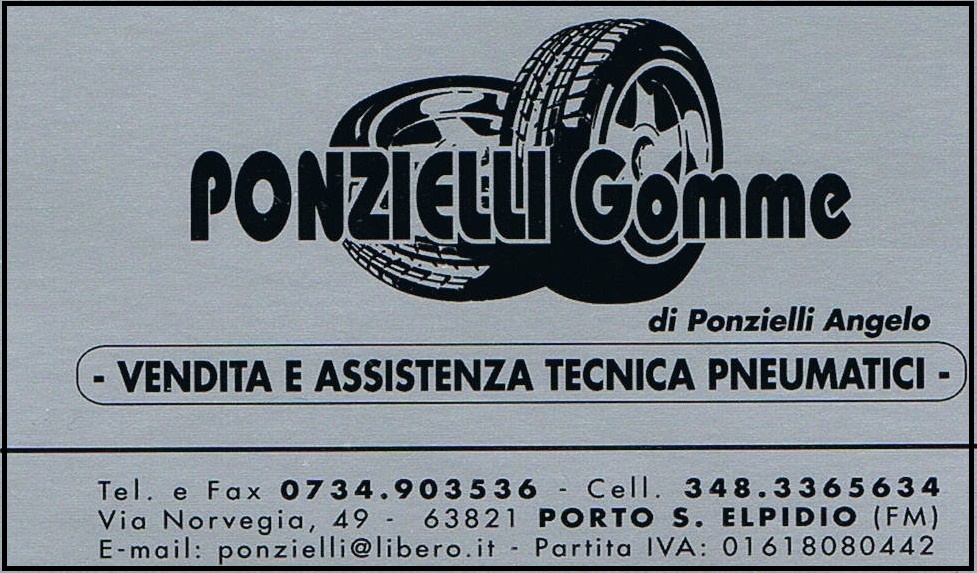 PONZIELLI Gomme
di Ponzielli Angelo
- VENDITA E ASSISTENZA TECNICA PNEUMATICI -
Tel. e Fax 0734.903536 - Cell. 348.3365634
Via Norvegia, 49 - 63821 PORTO S. ELPIDIO (FM)
E-mail: ponzielli@libero.it - Partita IVA: 01618080442